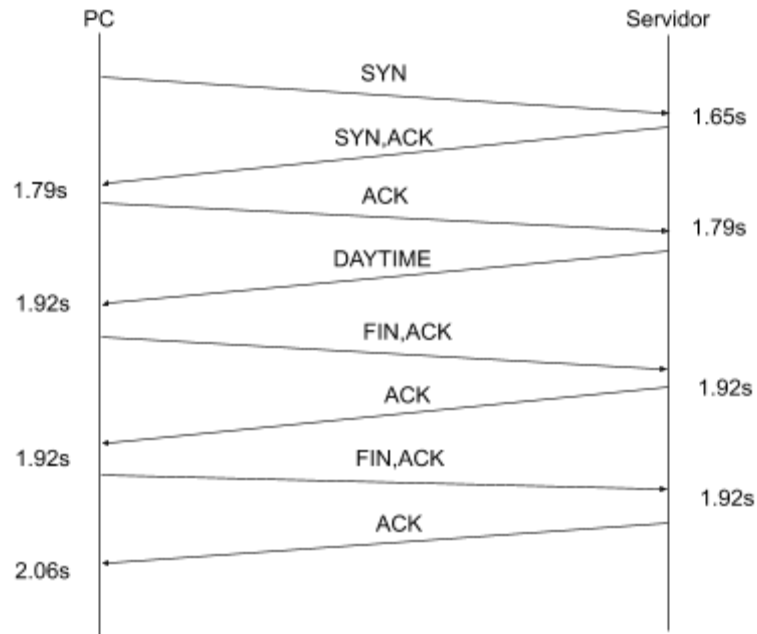 PC
Servidor
SYN
1.65s
SYN,ACK
1.79s
ACK
1.79s
DAYTIME
1.92s
FIN,ACK
1.92s
ACK
1.92s
FIN,ACK
1.92s
ACK
2.06s